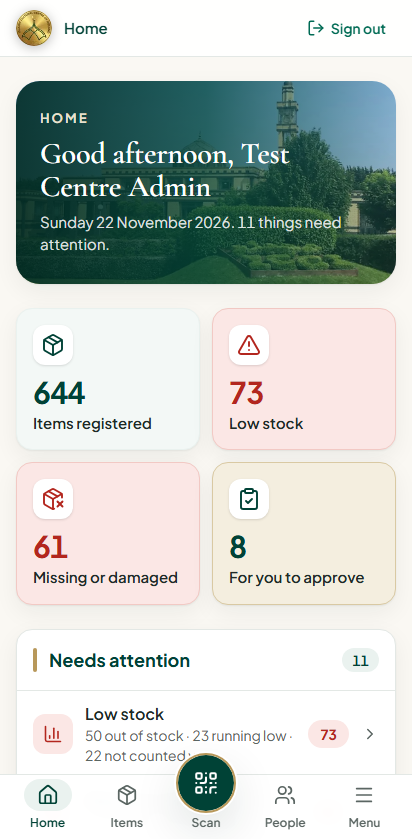 Home
Sign out
HOME
Good afternoon, Test
Centre Admin
Sunday 22 November 2026. 11 things need
attention.
644
Items registered
73
Low stock
61
Missing or damaged
8
For you to approve
Needs attention
11
Low stock
50 out of stock · 23 running low ·
22 not counted
73
Home
Items
Scan
People
Menu